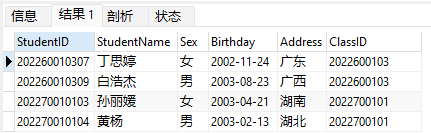 信息 结果 1 剖析 状态
StudentID StudentName Sex Birthday Address ClassID
202260010307 丁思婷 女 2002-11-24 广东 2022600103
202260010309 白浩杰 男 2003-08-23 广西 2022600103
202270010103 孙丽媛 女 2003-04-21 湖南 2022700101
202270010104 黄杨 男 2003-02-13 湖北 2022700101